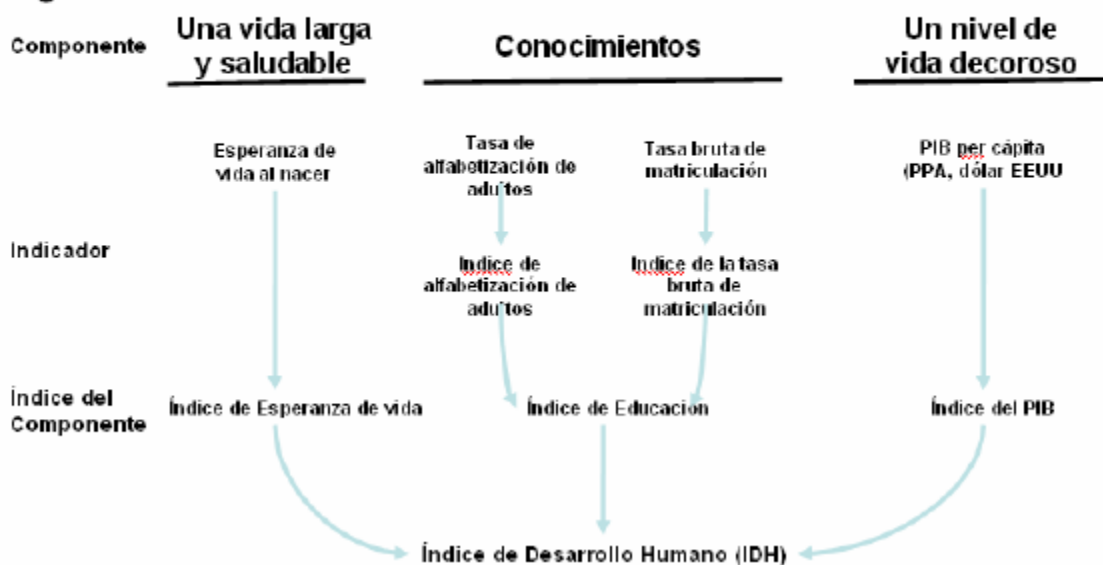 Componente
Una vida larga
y saludable
Conocimientos
Un nivel de
vida decoroso
Esperanza de
vida al nacer
Tasa de
alfabetización de
adultos
Tasa bruta de
matriculación
PIB per cápita
(PPA, dólar EEUU
Indicador
Indice de
alfabetización de
adultos
Indice de la tasa
bruta de
matriculación
Índice del
Componente
Índice de Esperanza de vida
Índice de Educación
Índice del PIB
Índice de Desarrollo Humano (IDH)